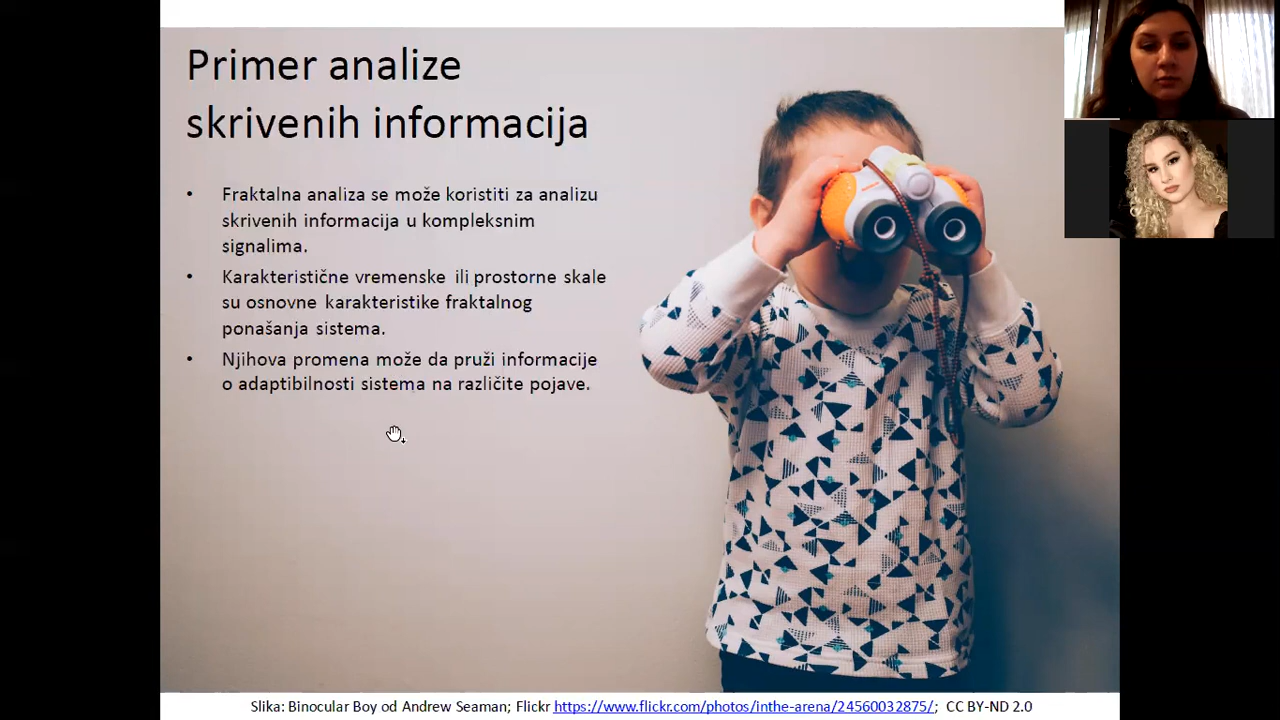 Primer analize
skrivenih informacija
• Fraktalna analiza se može koristiti za analizu
skrivenih informacija u kompleksnim
signalima.
• Karakteristične vremenske ili prostorne skale
su osnovne karakteristike fraktalnog
ponašanja sistema.
• Njihova promena može da pruži informacije
o adaptibilnosti sistema na različite pojave.
Slika: Binocular Boy od Andrew Seaman; Flickr https://www.flickr.com/photos/inthe-arena/24560032875/; CC BY-ND 2.0